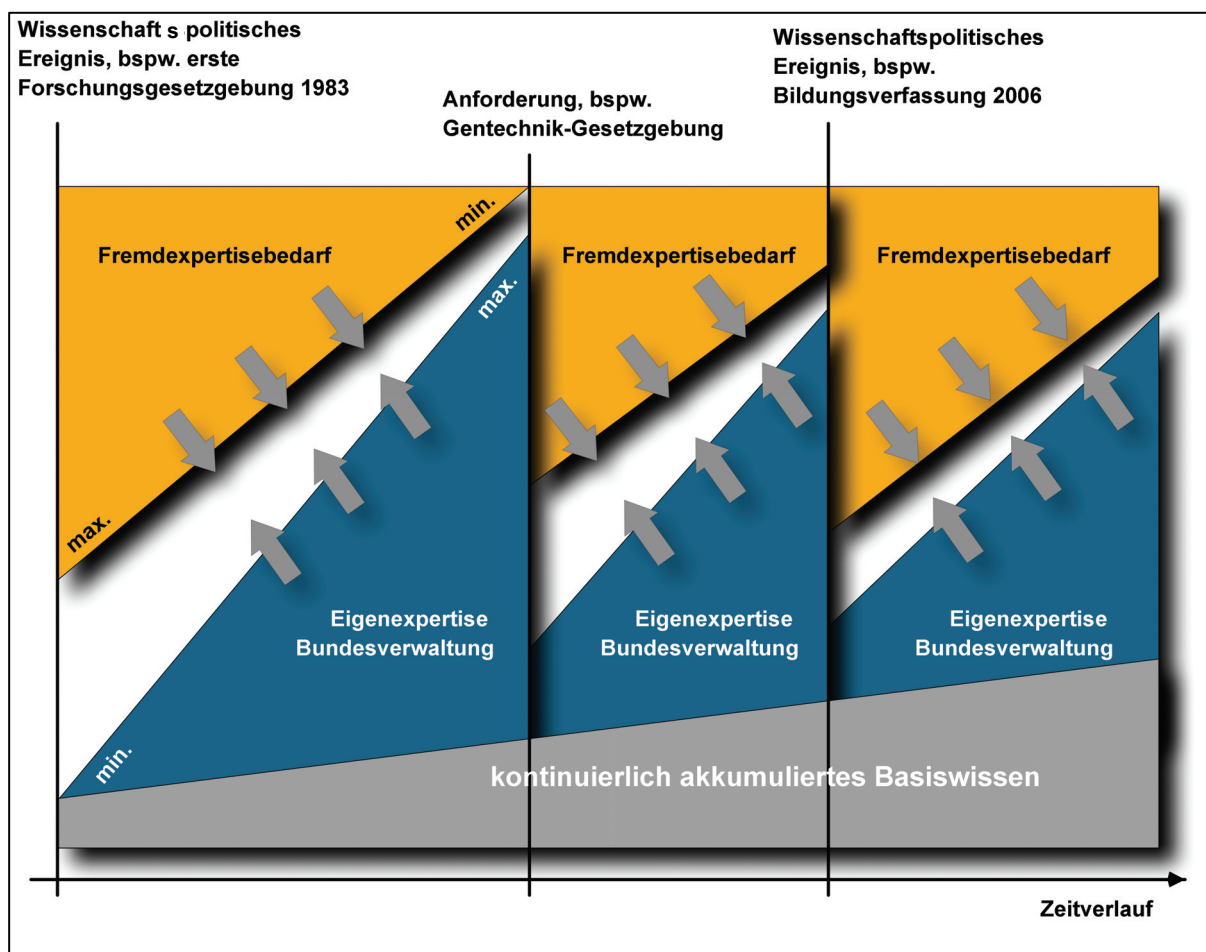 Wissenschaft s politisches
Ereignis, bspw. erste
Forschungsgesetzgebung 1983
Anforderung, bspw.
Gentechnik-Gesetzgebung
Wissenschaftspolitisches
Ereignis, bspw.
Bildungsverfassung 2006
Fremdexpertisebedarf
min.
max.
max.
min.
Eigenexpertise
Bundesverwaltung
Fremdexpertisebedarf
Eigenexpertise
Bundesverwaltung
Fremdexpertisebedarf
Eigenexpertise
Bundesverwaltung
kontinuierlich akkumuliertes Basiswissen
Zeitverlauf